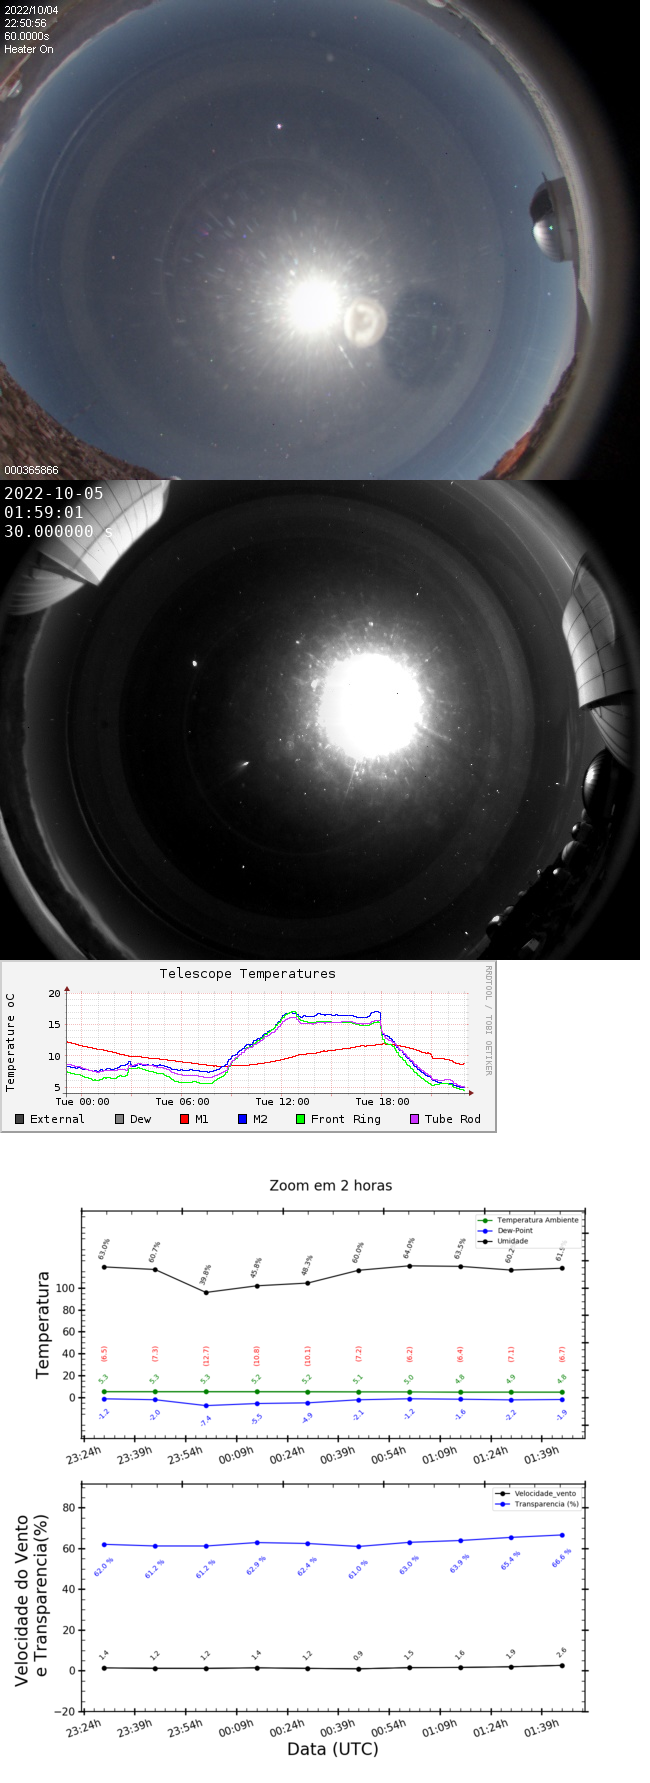 2022/10/04
22:50:56
60.0000s
Heater On
000365866
2022-10-05
01:59:01
30.000000 s
Telescope Temperatures
RRDTOOL / TOBI OETIKER
Temperature oC
20
15
10
5
Tue 00:00 Tue 06:00 Tue 12:00 Tue 18:00
External Dew M1 M2 Front Ring Tube Rod
Zoom em 2 horas
Temperatura Ambiente
Dew-Point
Umidade
63.0% 60.7% 39.8% 45.8% 48.3% 60.0% 64.0% 63.5% 60.2 61.
Temperatura
100
80
60
40
20
0
(6.5) (7.3) (12.7) (10.8) (10.1) (7.2) (6.2) (6.4) (7.1) (6.7)
5.3 5.3 5.3 5.2 5.2 5.1 5.0 4.8 4.9 4.8
-1.2 -2.0 -7.4 -5.5 -4.9 -2.1 -1.2 -1.6 -2.2 -1.9
23:24h 23:39h 23:54h 00:09h 00:24h 00:39h 00:54h 01:09h 01:24h 01:39h
Velocidade_vento
Transparencia (%)
Velocidade do Vento
e Transparencia(%)
80
60
40
20
0
−20
62.0 % 61.2 % 61.2 % 62.9 % 62.4 % 61.0 % 63.0 % 63.9 % 65.4 % 66.6 %
1.4 1.2 1.2 1.4 1.2 0.9 1.5 1.6 1.9 2.6
23:24h 23:39h 23:54h 00:09h 00:24h 00:39h 00:54h 01:09h 01:24h 01:39h
Data (UTC)